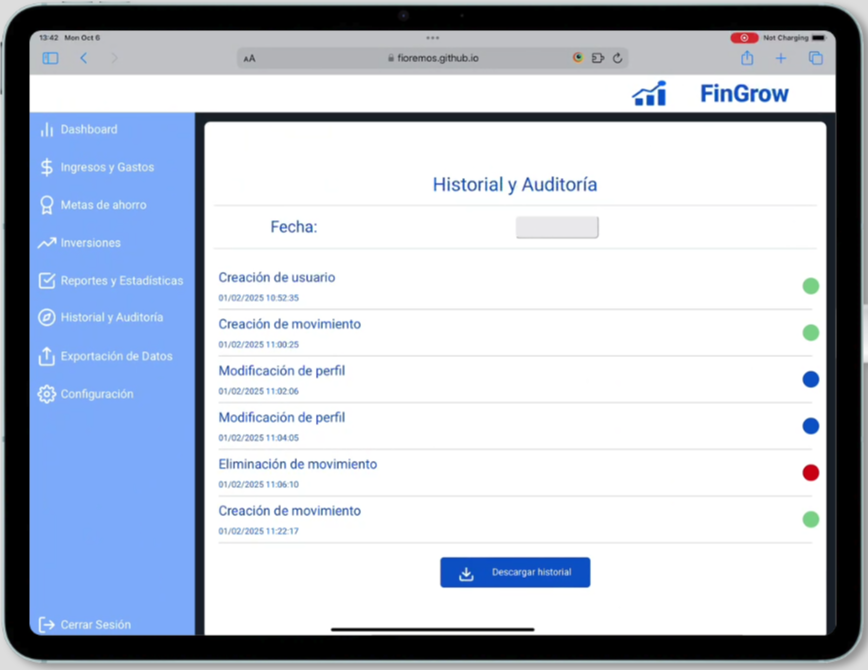 13:42 Mon Oct 6
Not Charging
AA
fioremos.github.io
FinGrow
Dashboard
Ingresos y Gastos
Metas de ahorro
Inversiones
Reportes y Estadísticas
Historial y Auditoría
Exportación de Datos
Configuración
Cerrar Sesión
Historial y Auditoría
Fecha:
Creación de usuario
01/02/2025 10:52:35
Creación de movimiento
01/02/2025 11:00:25
Modificación de perfil
01/02/2025 11:02:06
Modificación de perfil
01/02/2025 11:04:05
Eliminación de movimiento
01/02/2025 11:06:10
Creación de movimiento
01/02/2025 11:22:17
Descargar historial